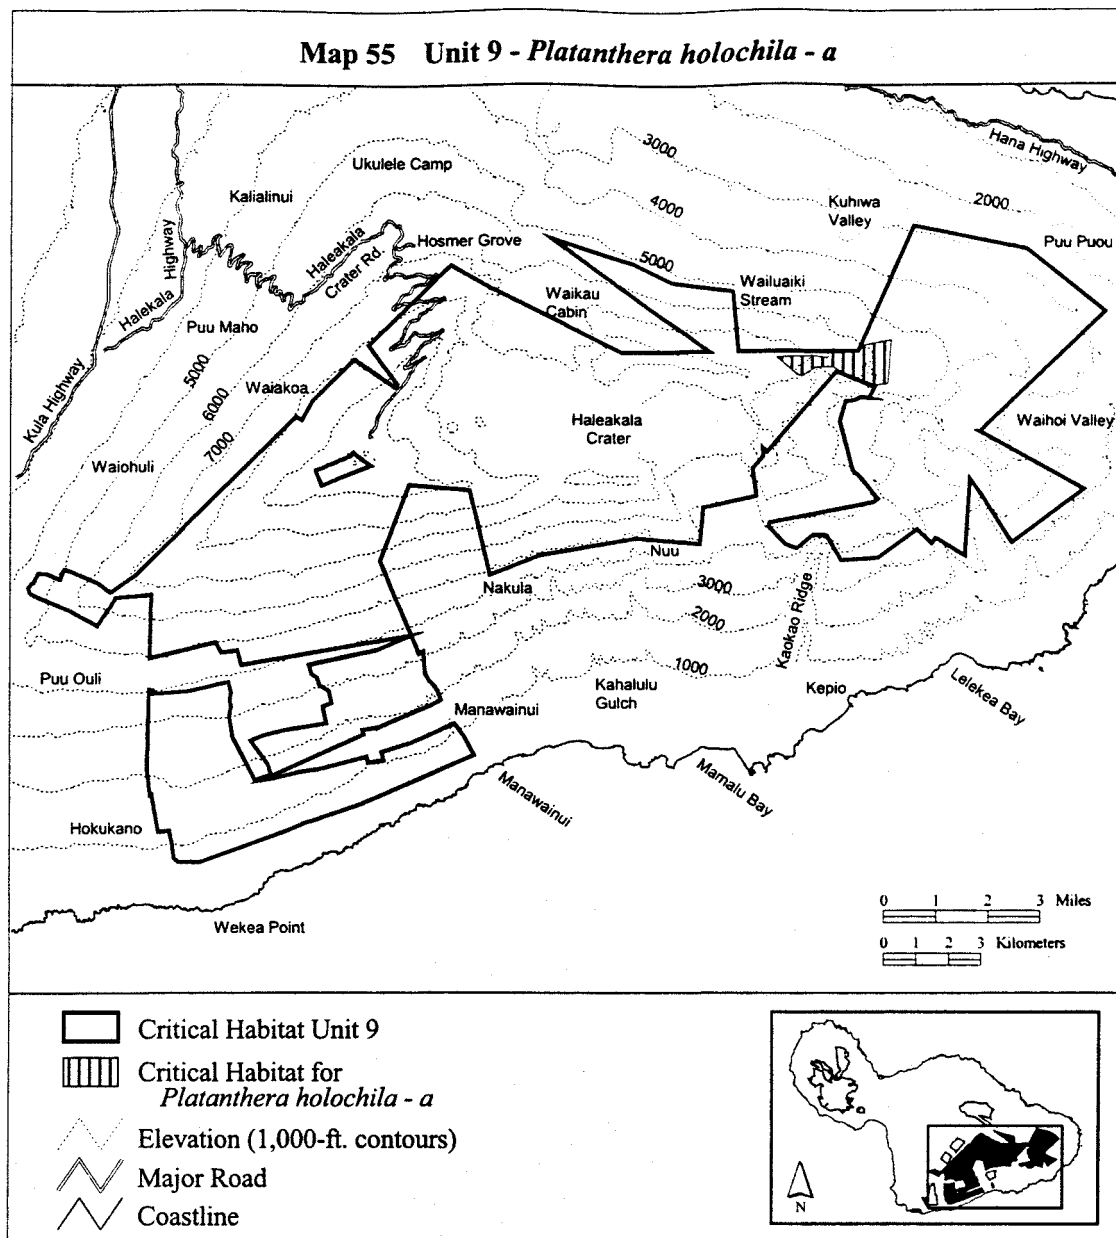 Map 55 Unit 9 - Platanthera holochila - a
Hana Highway
3000
Ukulele Camp
Kalialinui
4000
Kuhiwa
Valley
2000
Haleakala
Crater Rd.
Hosmer Grove
Puu Puou
Halekala Highway
5000
Wailuaiki
Stream
Waikau
Cabin
Puu Maho
5000
Waiakoa
6000
Kula Highway
7000
Haleakala
Crater
Waihoi Valley
Waiohuli
Nuu
Nakula
3000
2000
Kaokao Ridge
1000
Puu Ouli
Kahalulu
Gulch
Kepio
Lelekea Bay
Manawainui
Mamalu Bay
Manawainui
Hokukano
Wekea Point
0 1 2 3 Miles
0 1 2 3 Kilometers
Critical Habitat Unit 9
Critical Habitat for
Platanthera holochila - a
Elevation (1,000-ft. contours)
Major Road
Coastline
N